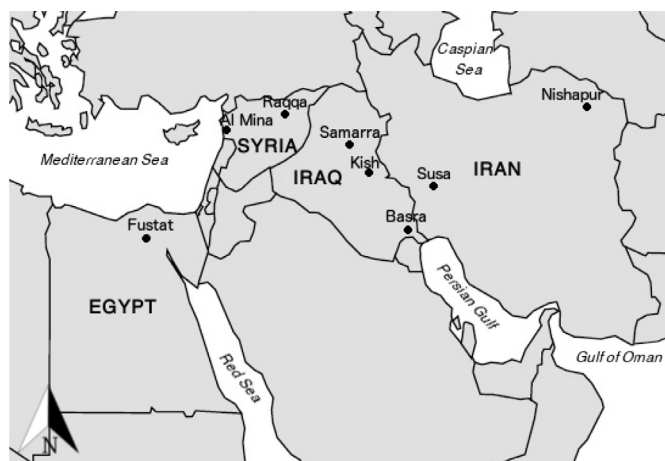 Caspian
Sea
Nishapur
Raqqa
Al Mina
SYRIA
Samarra
Mediterranean Sea
Kish
IRAQ
Susa
IRAN
Basra
Fustat
Persian Gulf
EGYPT
Gulf of Oman
Red Sea
N